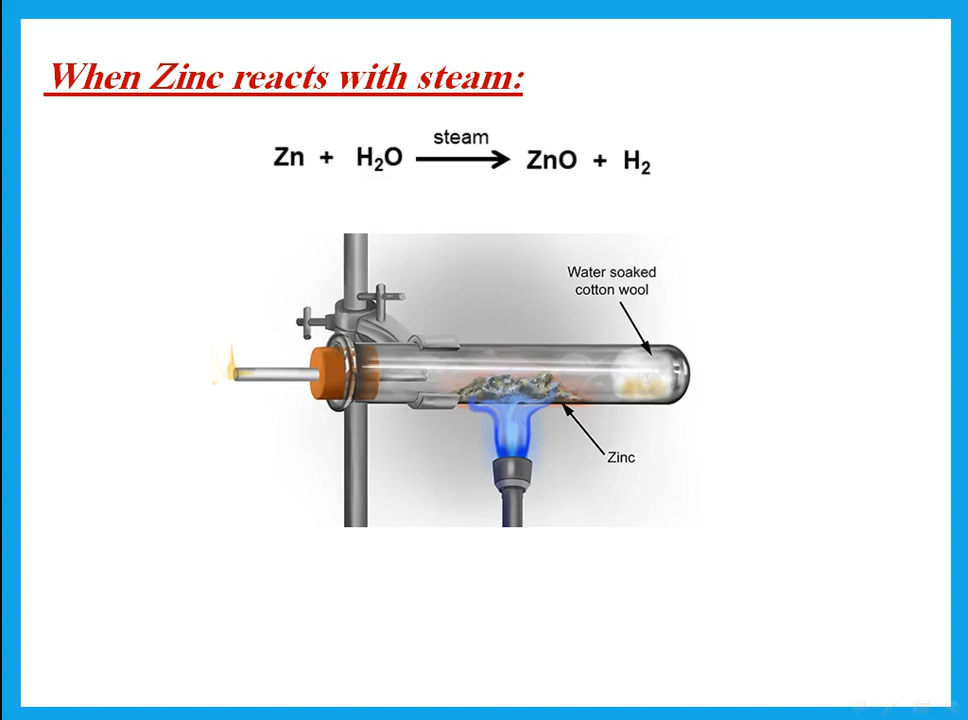 When Zinc reacts with steam:
steam
Zn + H₂O ⟶ ZnO + H₂
Water soaked
cotton wool
Zinc